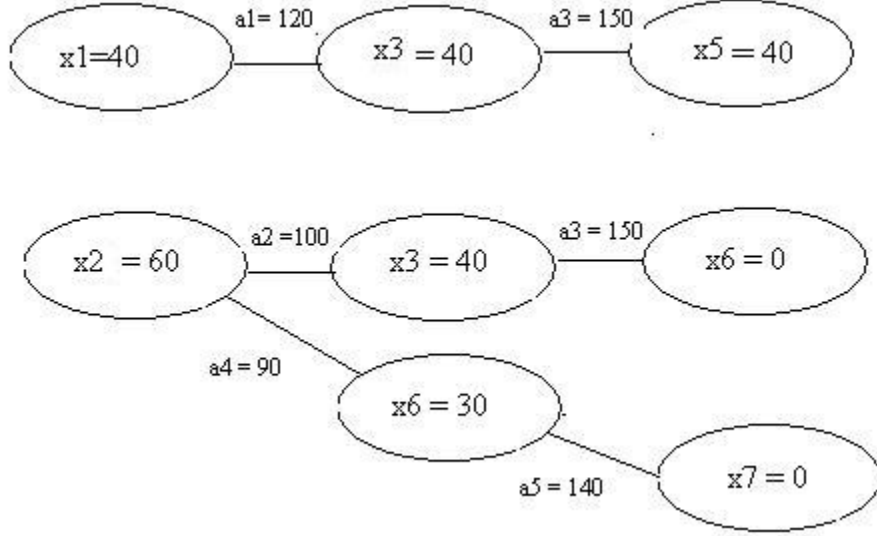 a1= 120
a3 = 150
x1=40
x3 = 40
x5 = 40
a2 =100
a3 = 150
x2 = 60
x3 = 40
x6 = 0
a4 = 90
x6 = 30
a5 = 140
x7 = 0